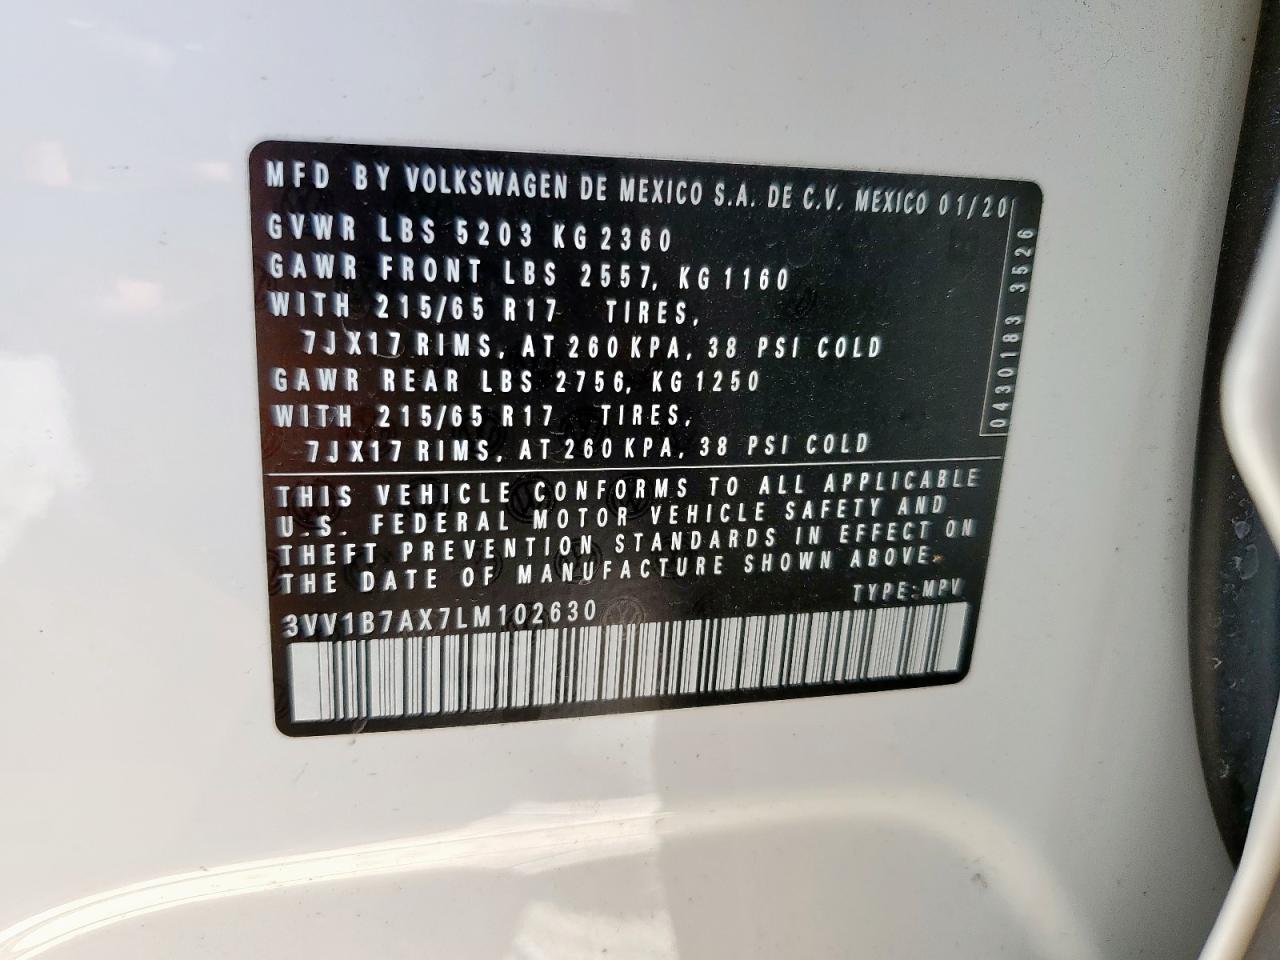 MFD BY VOLKSWAGEN DE MEXICO S.A. DE C.V. MEXICO 01/20
GVWR LBS 5203 KG 2360
GAWR FRONT LBS 2557, KG 1160
WITH 215/65 R17 TIRES,
7JX17 RIMS, AT 260 KPA, 38 PSI COLD
GAWR REAR LBS 2756, KG 1250
WITH 215/65 R17 TIRES,
7JX17 RIMS, AT 260 KPA, 38 PSI COLD
0430183 3526
THIS VEHICLE CONFORMS TO ALL APPLICABLE
U.S. FEDERAL MOTOR VEHICLE SAFETY AND
THEFT PREVENTION STANDARDS IN EFFECT ON
THE DATE OF MANUFACTURE SHOWN ABOVE.
3VV1B7AX7LM102630 TYPE:MPV